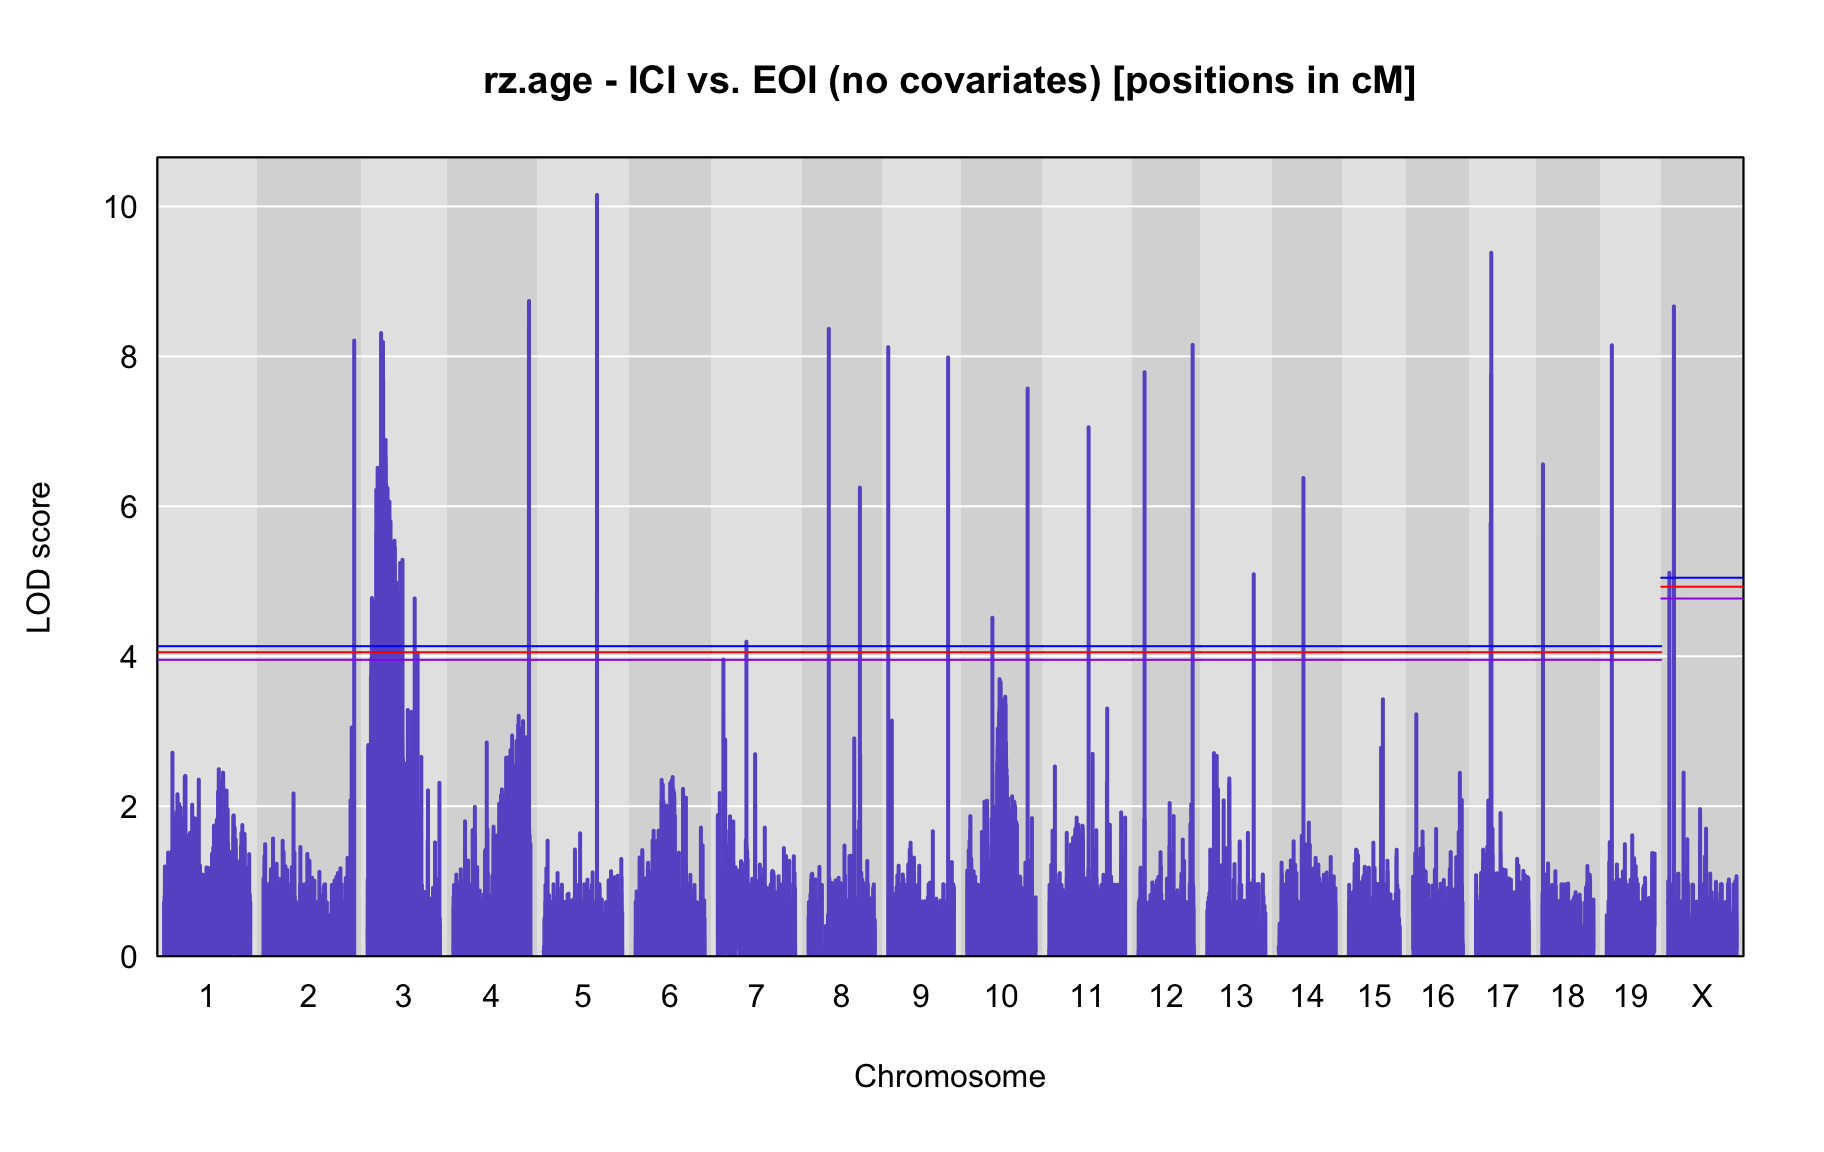 rz.age - ICI vs. EOI (no covariates) [positions in cM]
10
8
6
4
2
0
LOD score
1 2 3 4 5 6 7 8 9 10 11 12 13 14 15 16 17 18 19 X
Chromosome